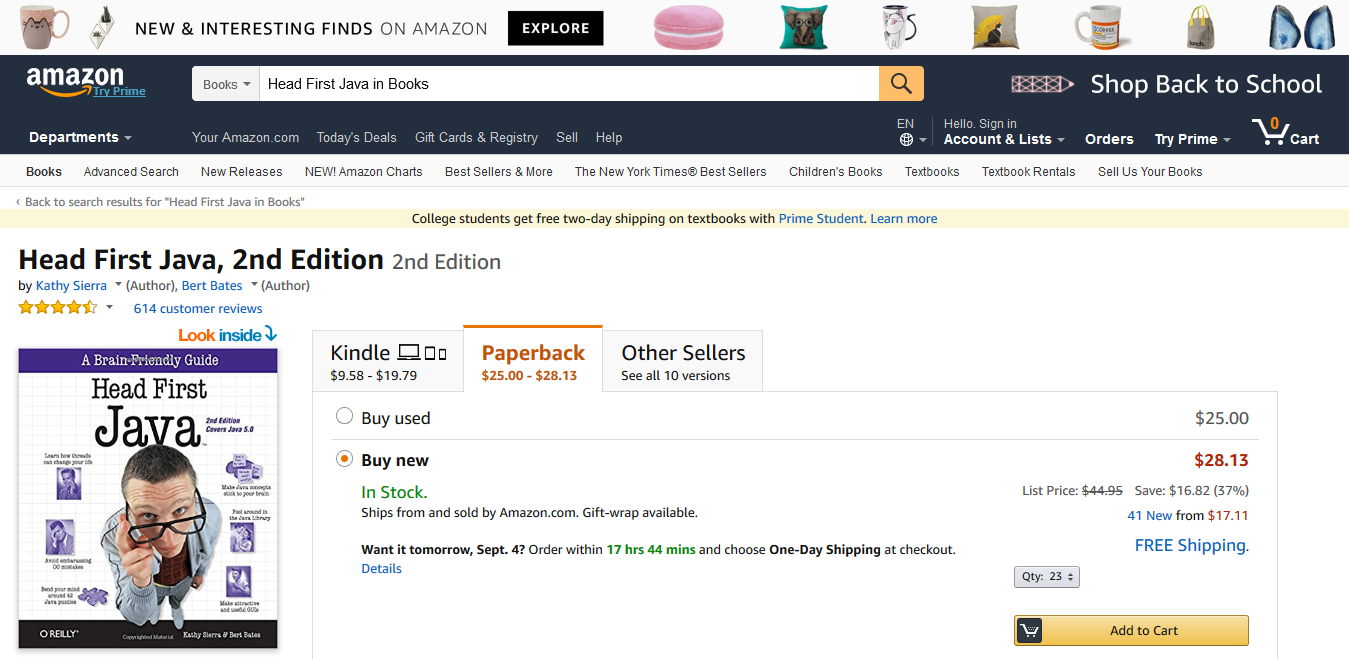 NEW & INTERESTING FINDS ON AMAZON EXPLORE
COFFEE
lunch.
amazon
Try Prime
Books
Head First Java in Books
Shop Back to School
Departments
Your Amazon.com Today's Deals Gift Cards & Registry Sell Help
EN
Hello. Sign in
Account & Lists
Orders
Try Prime
0
Cart
Books Advanced Search New Releases NEW! Amazon Charts Best Sellers & More The New York Times® Best Sellers Children's Books Textbooks Textbook Rentals Sell Us Your Books
‹ Back to search results for "Head First Java in Books"
College students get free two-day shipping on textbooks with Prime Student. Learn more
Head First Java, 2nd Edition 2nd Edition
by Kathy Sierra (Author), Bert Bates (Author)
614 customer reviews
Look inside
A Brain-Friendly Guide
Head First
Java™
2nd Edition
Covers Java 5.0
Learn how threads
can change your life
Make Java concepts
stick to your brain
Fool around in
the Java Library
Avoid embarassing
OO mistakes
Bend your mind
around 42
Java puzzles
Make attractive
and useful GUIs
O'REILLY®
Copyrighted Material
Kathy Sierra & Bert Bates
Kindle
$9.58 - $19.79
Paperback
$25.00 - $28.13
Other Sellers
See all 10 versions
Buy used $25.00
Buy new $28.13
In Stock.
Ships from and sold by Amazon.com. Gift-wrap available.
List Price: $44.95 Save: $16.82 (37%)
41 New from $17.11
Want it tomorrow, Sept. 4? Order within 17 hrs 44 mins and choose One-Day Shipping at checkout.
Details
FREE Shipping.
Qty: 23
Add to Cart